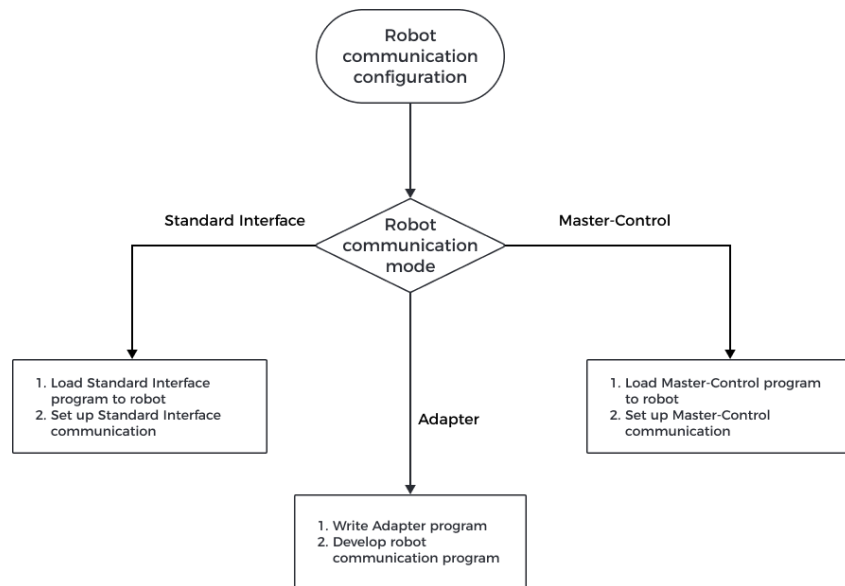 Robot
communication
configuration
Standard Interface
Robot
communication
mode
Master-Control
1. Load Standard Interface
program to robot
2. Set up Standard Interface
communication
1. Load Master-Control program
to robot
2. Set up Master-Control
communication
Adapter
1. Write Adapter program
2. Develop robot
communication program